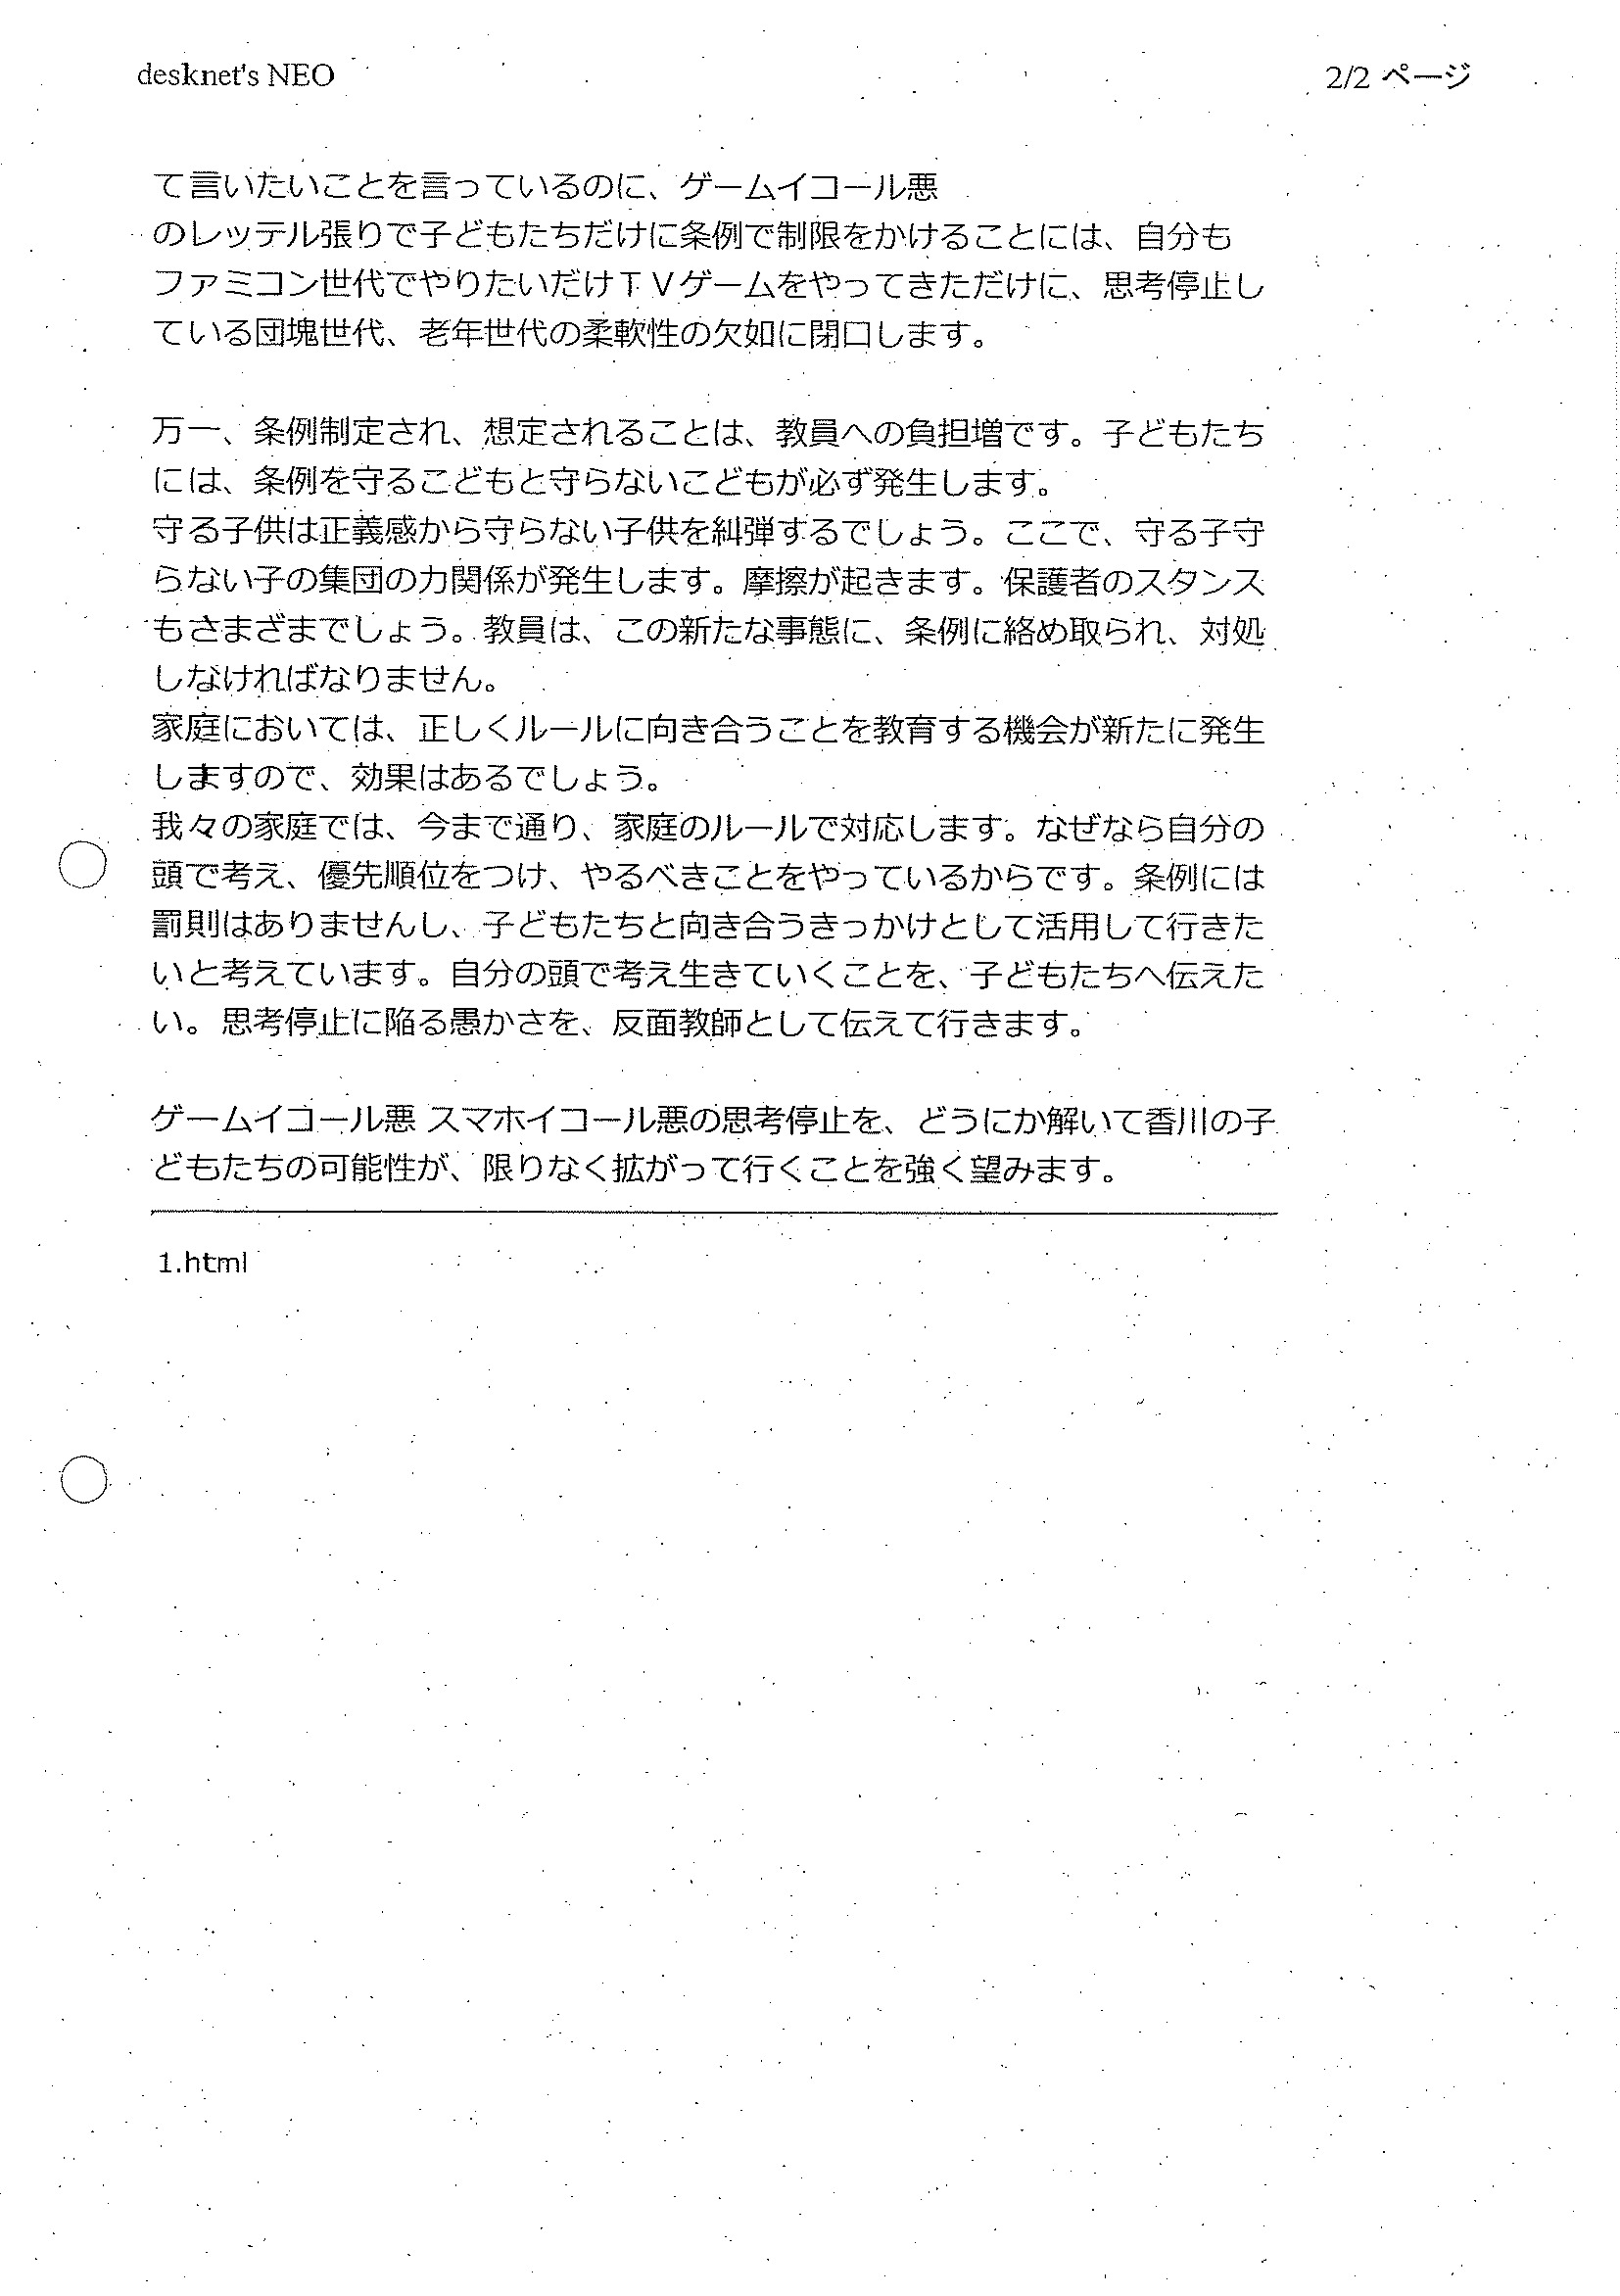 desknet's NEO
2/2 ページ
て言いたいことを言っているのに、ゲームイコール悪
のレッテル張りで子どもたちだけに条例で制限をかけることには、自分も
ファミコン世代でやりたいだけＴＶゲームをやってきただけに、思考停止し
ている団塊世代、老年世代の柔軟性の欠如に閉口します。
万一、条例制定され、想定されることは、教員への負担増です。子どもたち
には、条例を守るこどもと守らないこどもが必ず発生します。
守る子供は正義感から守らない子供を糾弾するでしょう。ここで、守る子守
らない子の集団の力関係が発生します。摩擦が起きます。保護者のスタンス
もさまざまでしょう。教員は、この新たな事態に、条例に絡め取られ、対処
しなければなりません。
家庭においては、正しくルールに向き合うことを教育する機会が新たに発生
しますので、効果はあるでしょう。
我々の家庭では、今まで通り、家庭のルールで対応します。なぜなら自分の
頭で考え、優先順位をつけ、やるべきことをやっているからです。条例には
罰則はありませんし、子どもたちと向き合うきっかけとして活用して行きた
いと考えています。自分の頭で考え生きていくことを、子どもたちへ伝えた
い。思考停止に陥る愚かさを、反面教師として伝えて行きます。
ゲームイコール悪 スマホイコール悪の思考停止を、どうにか解いて香川の子
どもたちの可能性が、限りなく拡がって行くことを強く望みます。
1.html